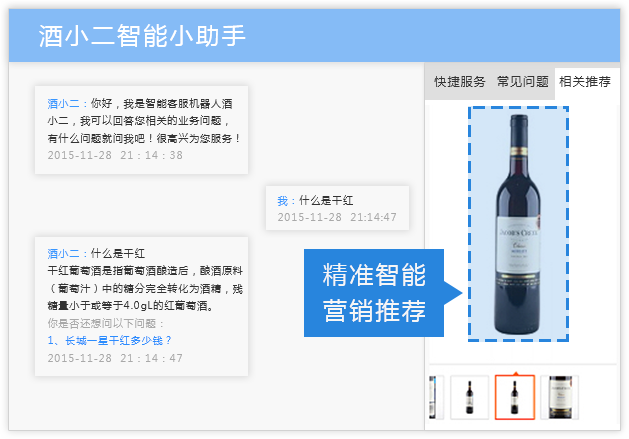 酒小二智能小助手
快捷服务 常见问题 相关推荐
酒小二：你好，我是智能客服机器人酒
小二，我可以回答您相关的业务问题，
有什么问题就问我吧！很高兴为您服务！
2015-11-28 21：14：38
我：什么是干红
2015-11-28 21:14:47
酒小二：什么是干红
干红葡萄酒是指葡萄酒酿造后，酿酒原料
（葡萄汁）中的糖分完全转化为酒精，残
糖量小于或等于4.0gL的红葡萄酒。
你是否还想问以下问题：
1、长城一星干红多少钱？
2015-11-28 21：14：47
精准智能
营销推荐
JACOB'S CREEK